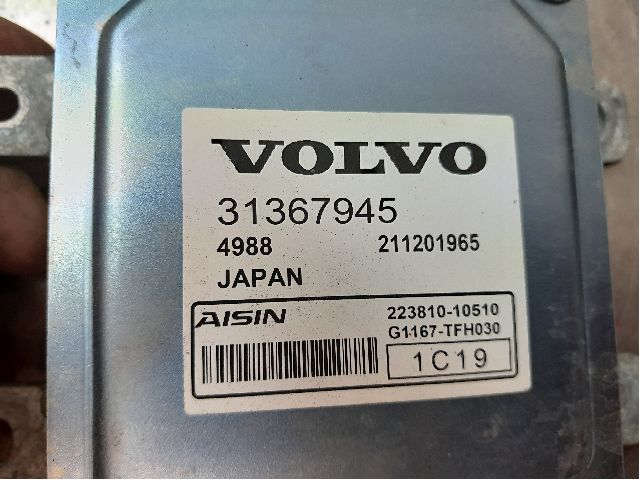 VOLVO
31367945
4988 211201965
JAPAN
AISIN 223810-10510
G1167-TFH030
1C19